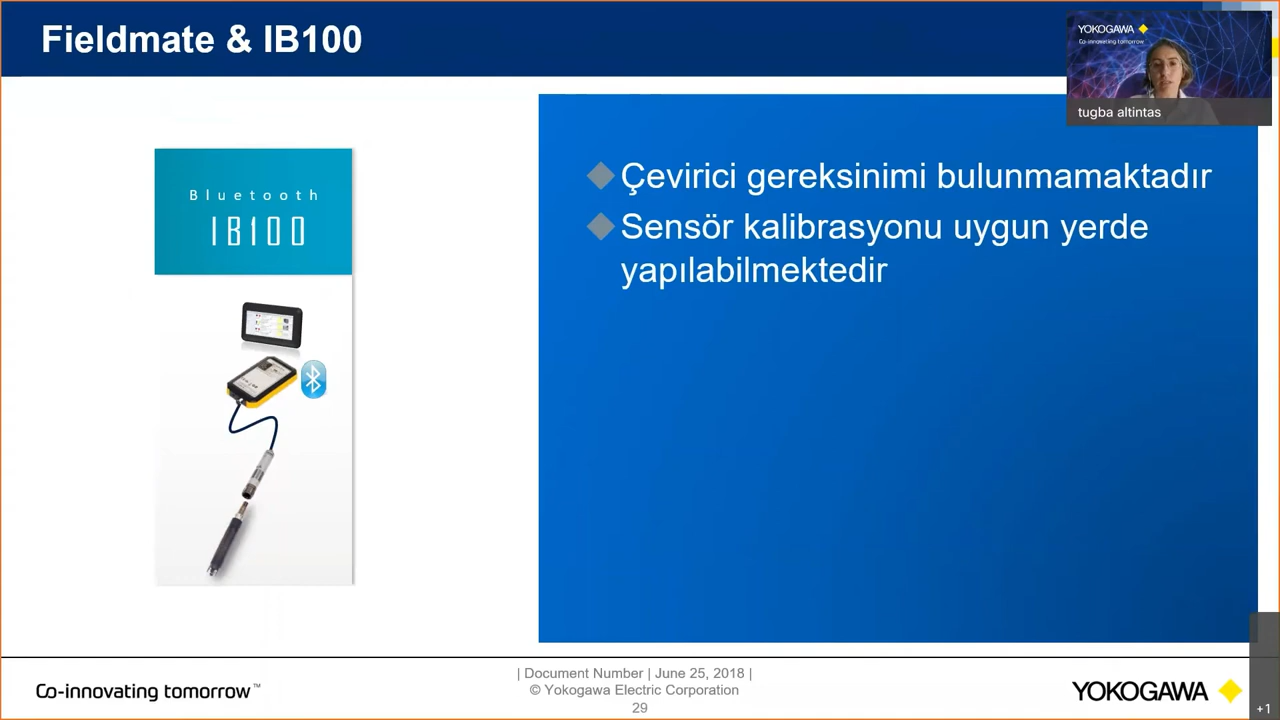 Fieldmate & IB100
YOKOGAWA
Co-innovating tomorrow
tugba altintas
Bluetooth
IB100
Çevirici gereksinimi bulunmamaktadır
Sensör kalibrasyonu uygun yerde
yapılabilmektedir
Co-innovating tomorrow™
| Document Number | June 25, 2018 |
© Yokogawa Electric Corporation
29
YOKOGAWA
+1